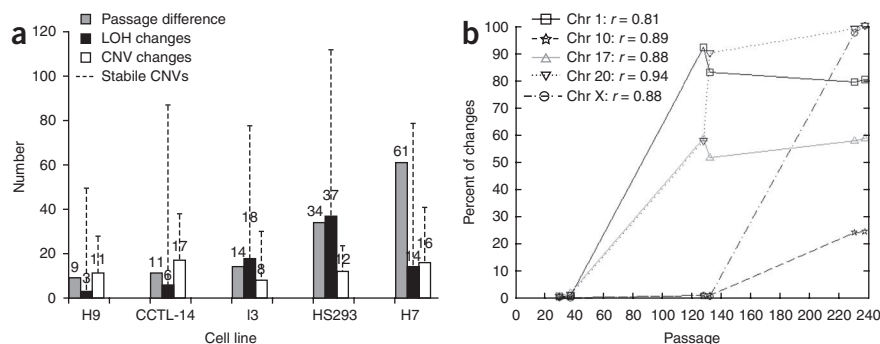 a
Passage difference
LOH changes
CNV changes
Stabile CNVs
Number
120
100
80
60
40
20
0
9 3 11
11 6 17
14 18 8
34 37 12
61 14 16
H9 CCTL-14 I3 HS293 H7
Cell line
b
Chr 1: r = 0.81
Chr 10: r = 0.89
Chr 17: r = 0.88
Chr 20: r = 0.94
Chr X: r = 0.88
Percent of changes
100
90
80
70
60
50
40
30
20
10
0
0 20 40 60 80 100 120 140 160 180 200 220 240
Passage